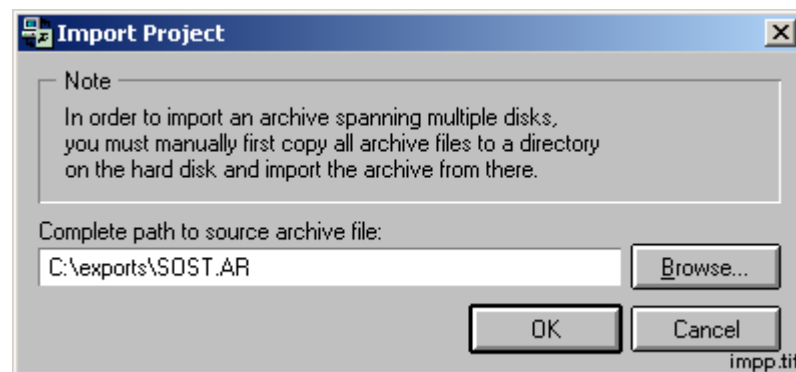 Import Project
Note
In order to import an archive spanning multiple disks,
you must manually first copy all archive files to a directory
on the hard disk and import the archive from there.
Complete path to source archive file:
C:\exports\SOST.AR
Browse...
OK
Cancel
impp.tif